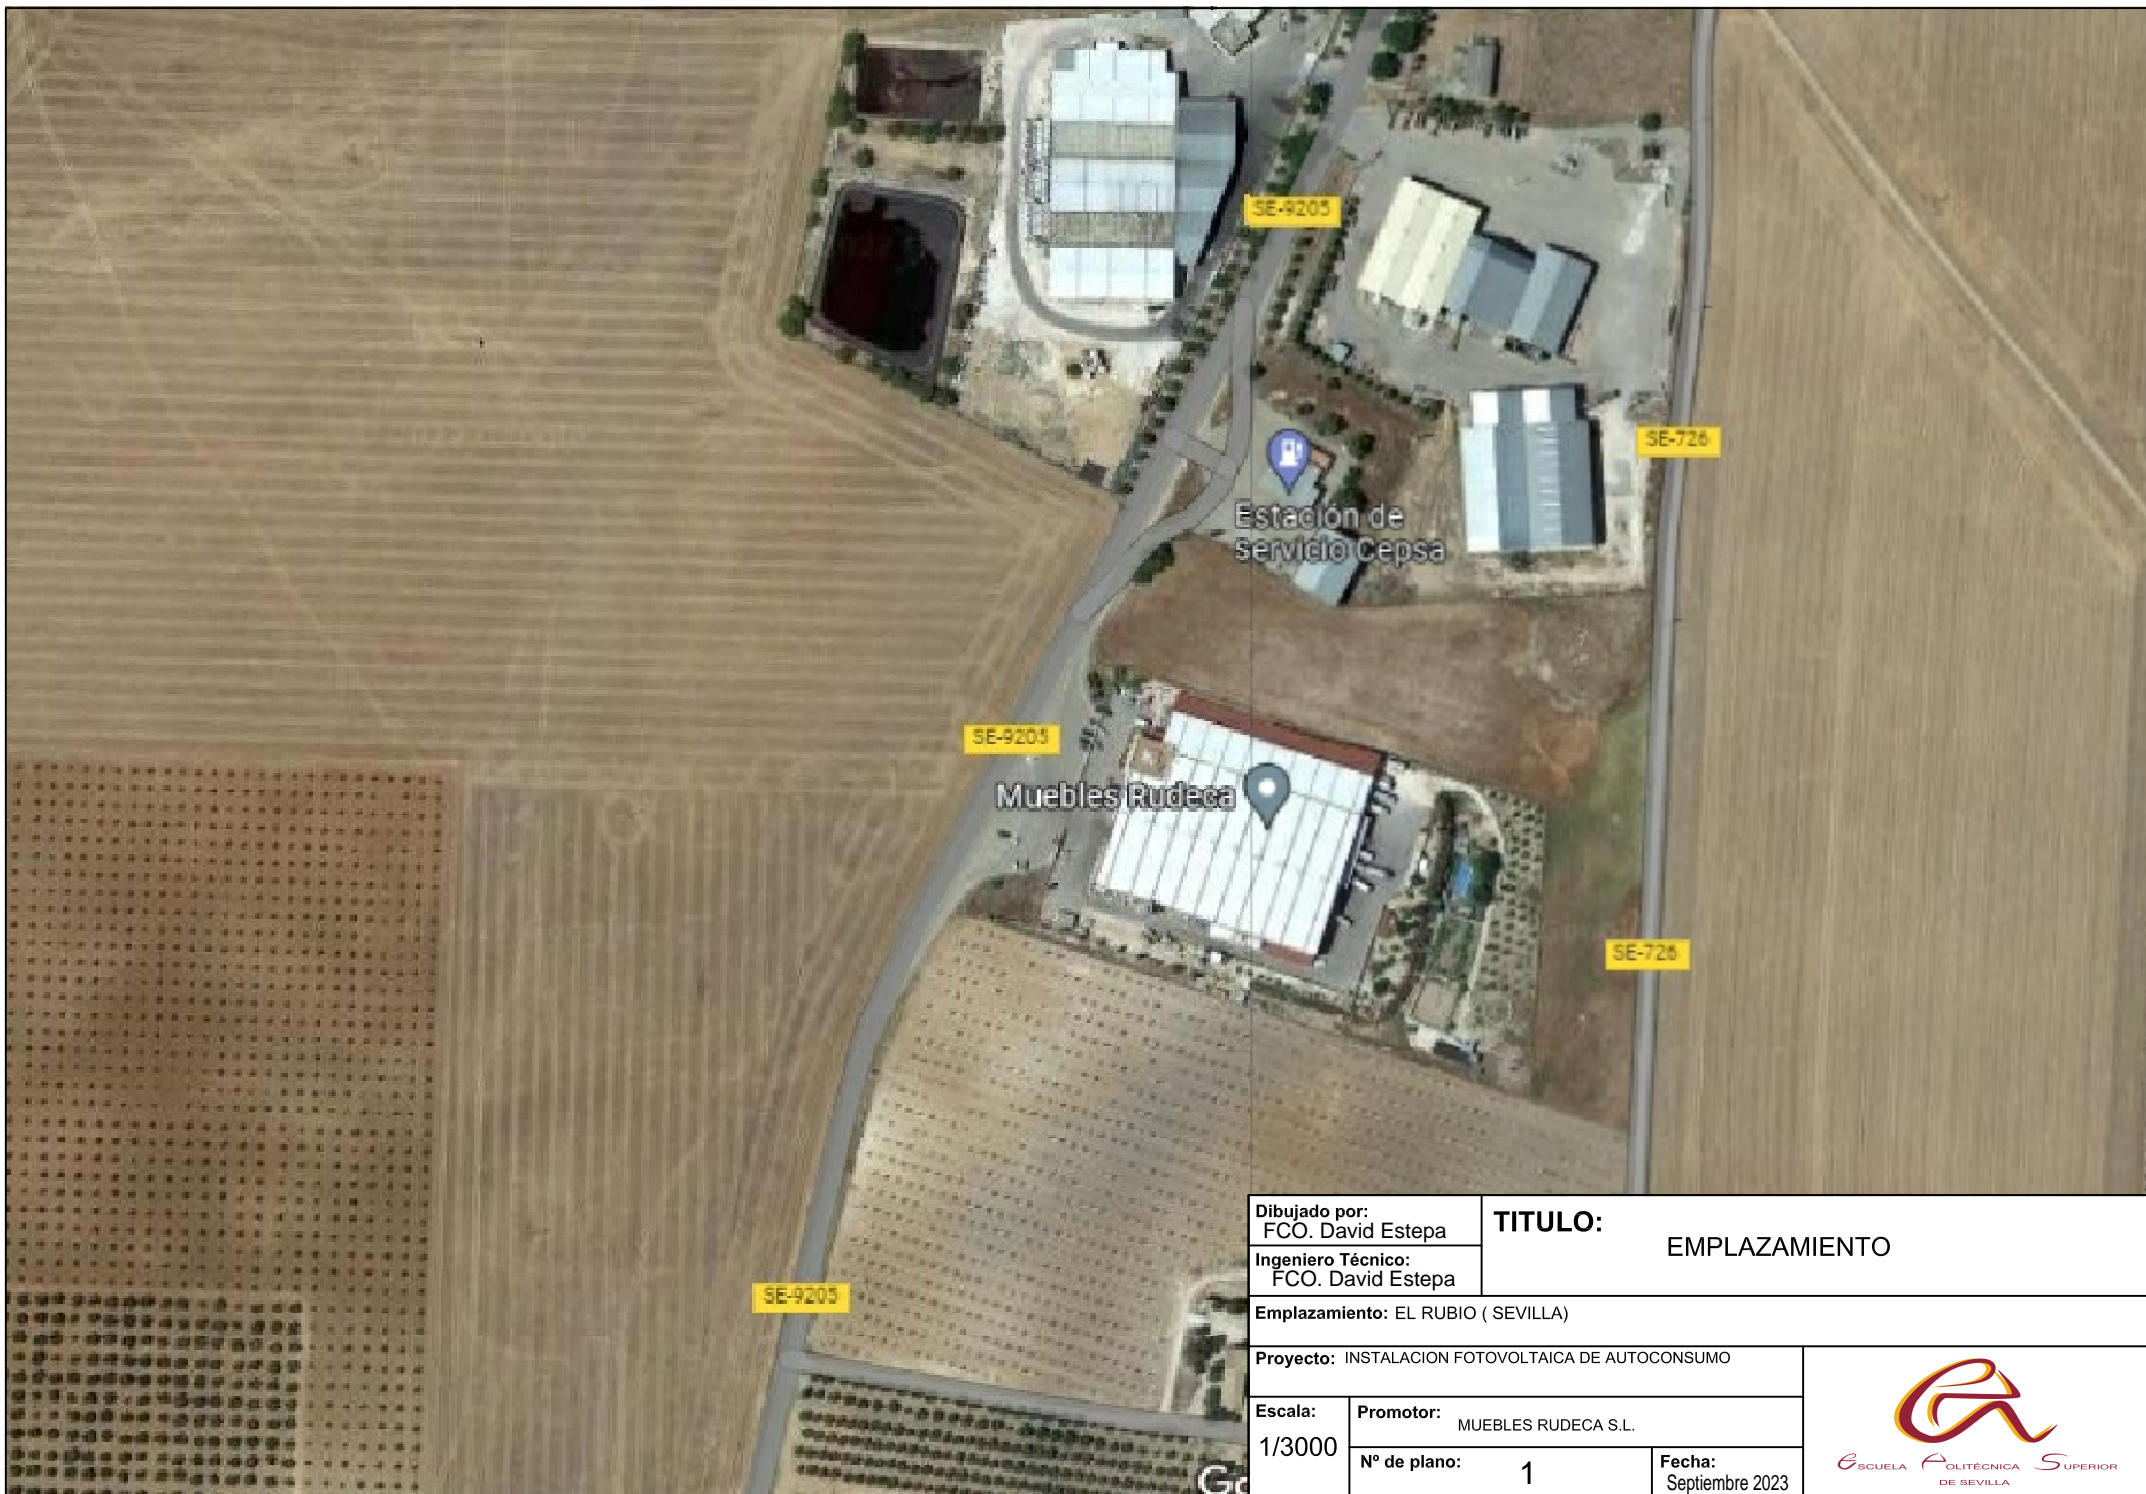 SE-9205
SE-726
Estación de
servicio Cepsa
SE-9205
Muebles Rudeca
SE-726
SE-9205
Dibujado por:
FCO. David Estepa
Ingeniero Técnico:
FCO. David Estepa
TITULO:
EMPLAZAMIENTO
Emplazamiento: EL RUBIO ( SEVILLA)
Proyecto: INSTALACION FOTOVOLTAICA DE AUTOCONSUMO
Escala:
1/3000
Promotor:
MUEBLES RUDECA S.L.
Nº de plano:
1
Fecha:
Septiembre 2023
ESCUELA POLITÉCNICA SUPERIOR
DE SEVILLA
Go